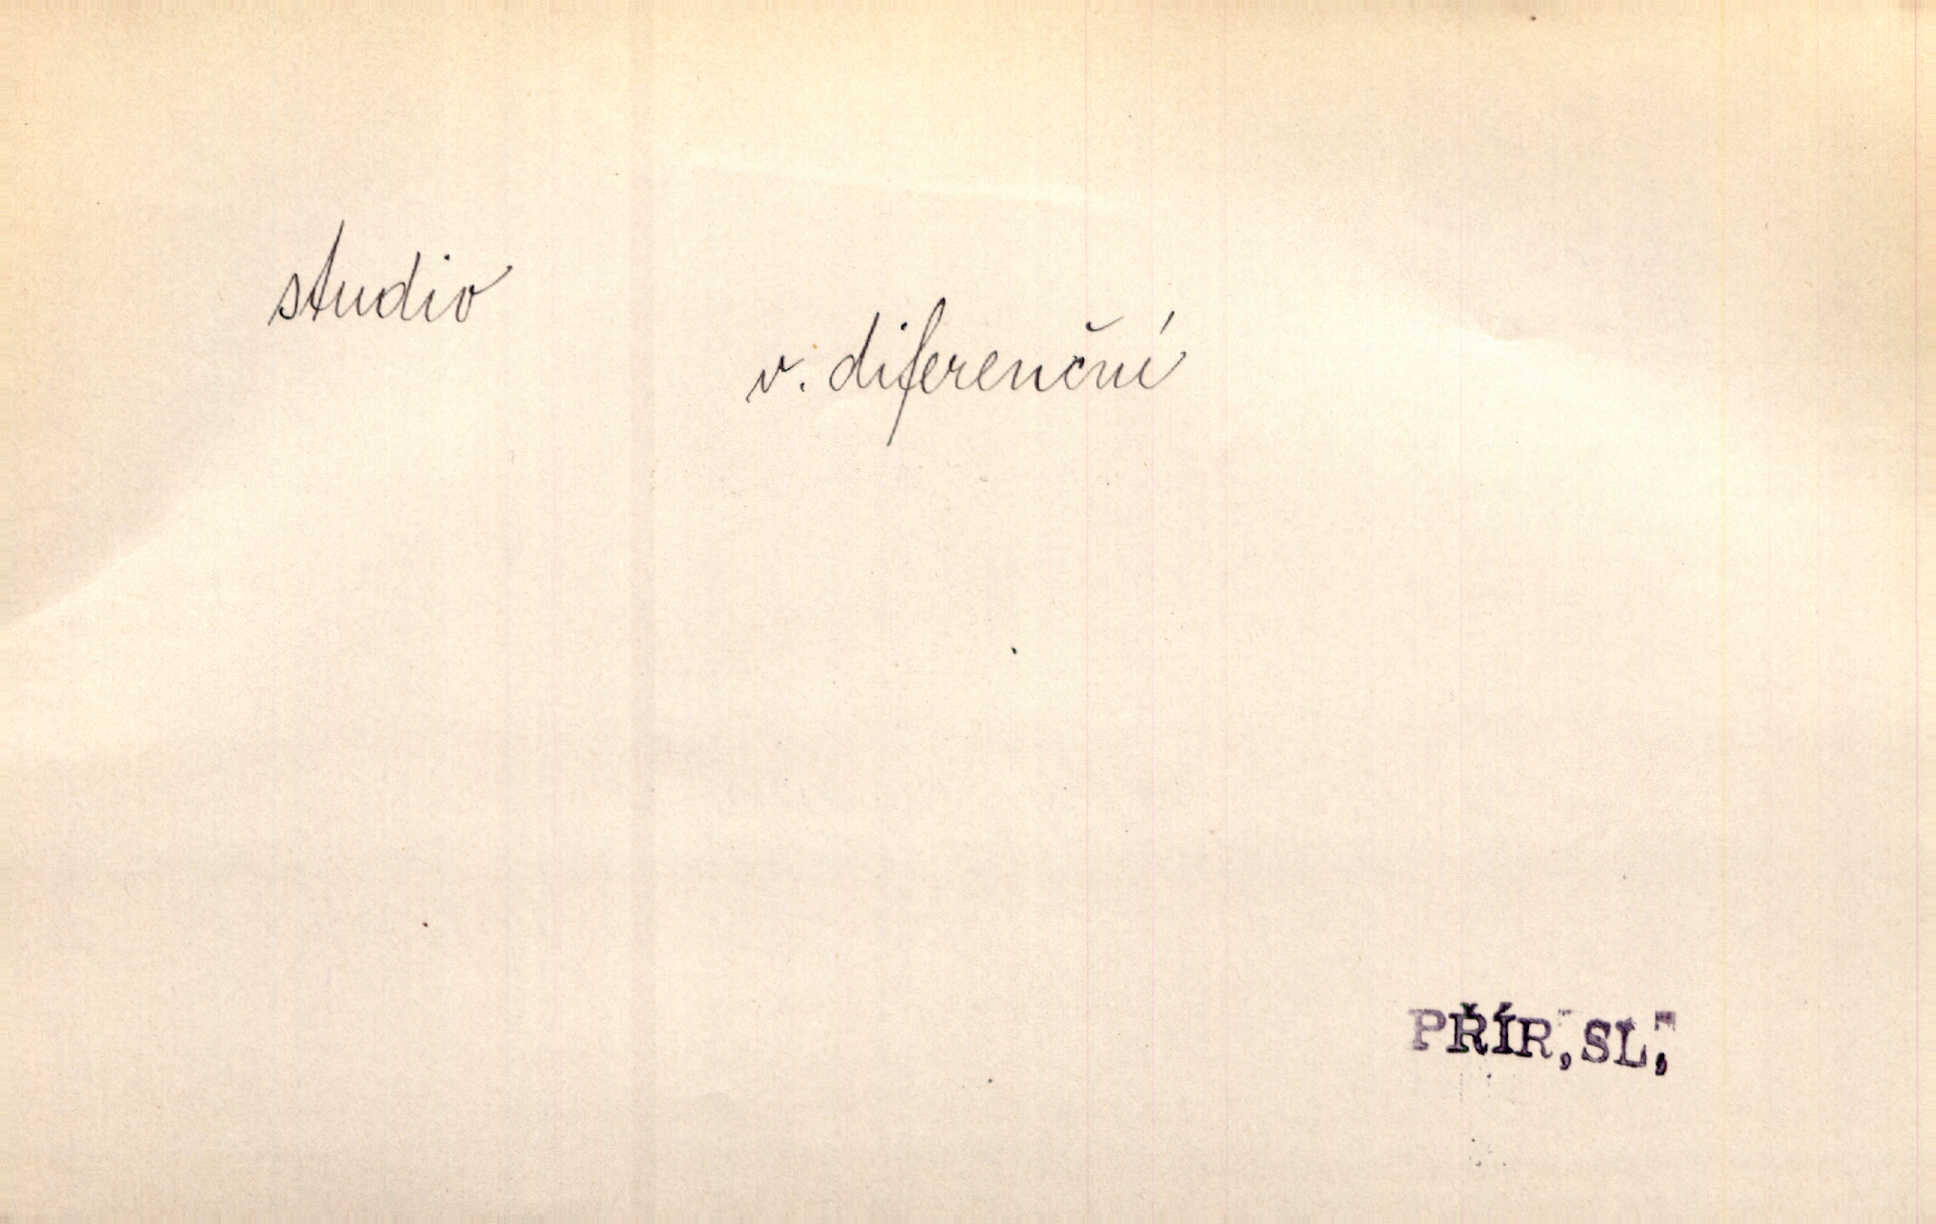 studio
v. diferenční
PŘÍR, SL,